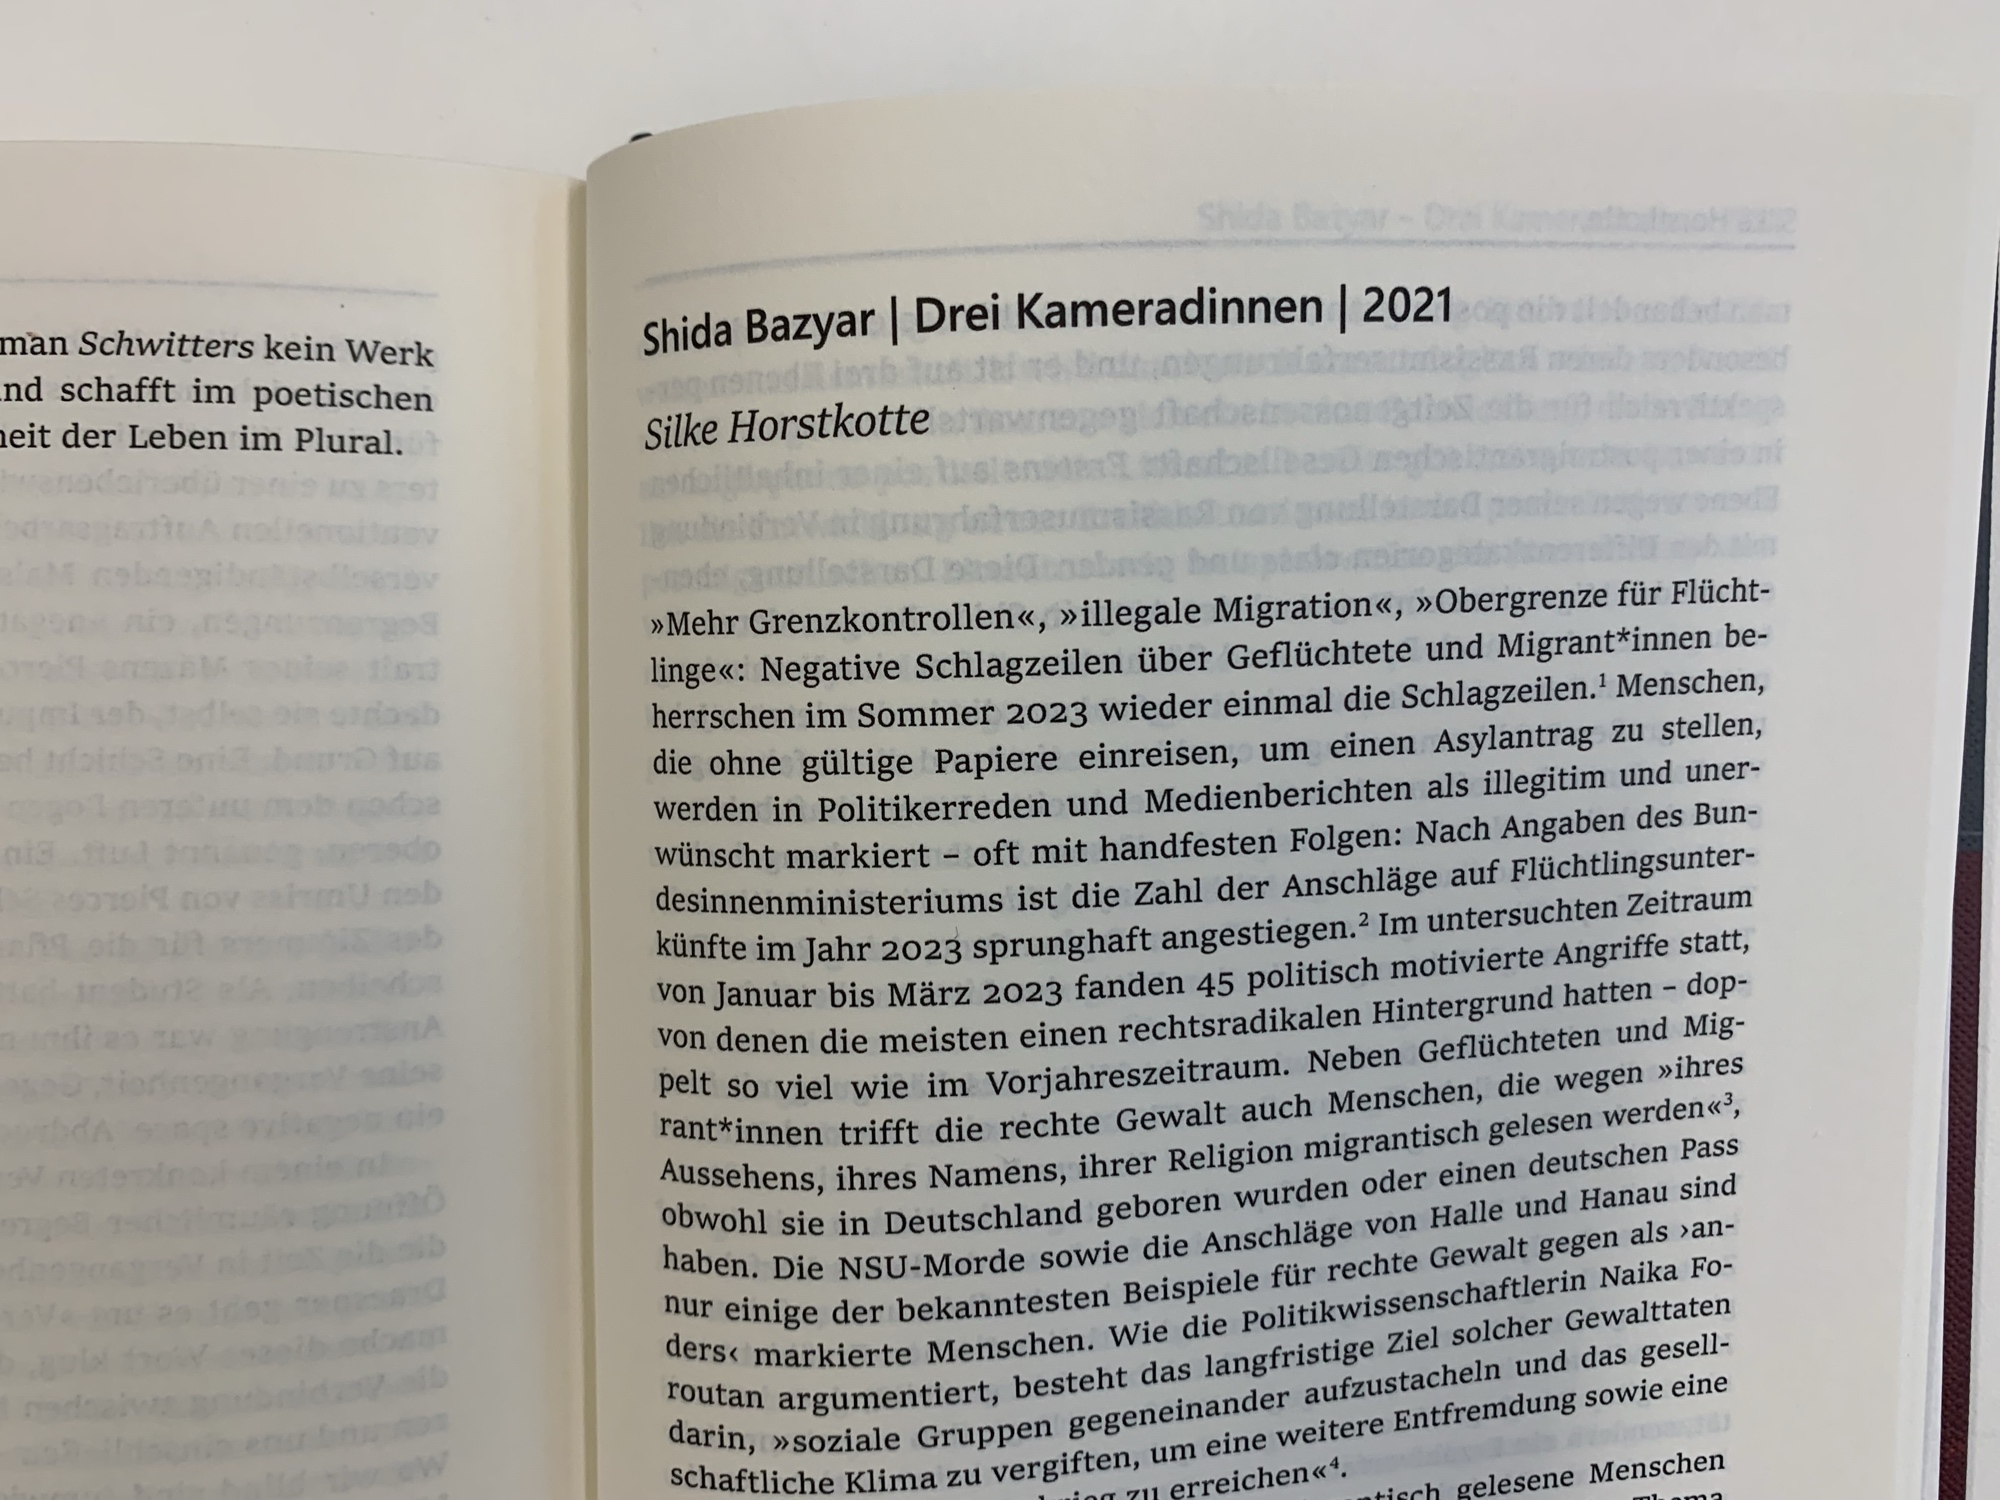 man Schwitters kein Werk
nd schafft im poetischen
heit der Leben im Plural.
Shida Bazyar | Drei Kameradinnen | 2021
Silke Horstkotte
»Mehr Grenzkontrollen«, »illegale Migration«, »Obergrenze für Flücht-
linge«: Negative Schlagzeilen über Geflüchtete und Migrant*innen be-
herrschen im Sommer 2023 wieder einmal die Schlagzeilen.¹ Menschen,
die ohne gültige Papiere einreisen, um einen Asylantrag zu stellen,
werden in Politikerreden und Medienberichten als illegitim und uner-
wünscht markiert – oft mit handfesten Folgen: Nach Angaben des Bun-
desinnenministeriums ist die Zahl der Anschläge auf Flüchtlingsunter-
künfte im Jahr 2023 sprunghaft angestiegen.² Im untersuchten Zeitraum
von Januar bis März 2023 fanden 45 politisch motivierte Angriffe statt,
von denen die meisten einen rechtsradikalen Hintergrund hatten – dop-
pelt so viel wie im Vorjahreszeitraum. Neben Geflüchteten und Mig-
rant*innen trifft die rechte Gewalt auch Menschen, die wegen »ihres
Aussehens, ihres Namens, ihrer Religion migrantisch gelesen werden«³,
obwohl sie in Deutschland geboren wurden oder einen deutschen Pass
haben. Die NSU-Morde sowie die Anschläge von Halle und Hanau sind
nur einige der bekanntesten Beispiele für rechte Gewalt gegen als ›an-
ders‹ markierte Menschen. Wie die Politikwissenschaftlerin Naika Fo-
routan argumentiert, besteht das langfristige Ziel solcher Gewalttaten
darin, »soziale Gruppen gegeneinander aufzustacheln und das gesell-
schaftliche Klima zu vergiften, um eine weitere Entfremdung sowie eine
zu erreichen«⁴.
gelesene Menschen